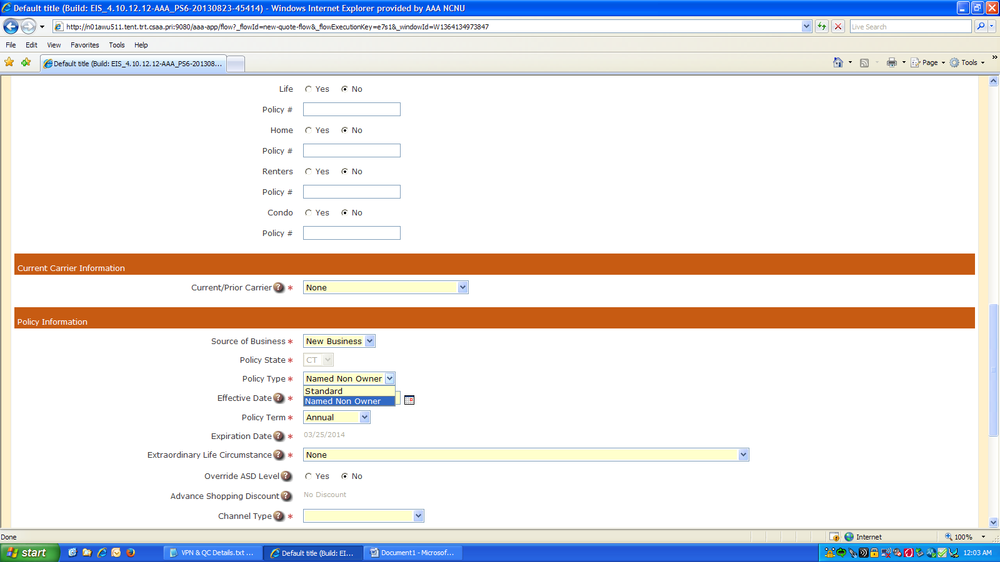 Default title (Build: EIS_4.10.12.12-AAA_PS6-20130823-45414) - Windows Internet Explorer provided by AAA NCNU
http://n01awu511.tent.trt.csaa.pri:9080/aaa-app/flow?_flowId=new-quote-flow&_flowExecutionKey=e7s1&_windowId=W1364134973847
Live Search
File Edit View Favorites Tools Help
Default title (Build: EIS_4.10.12.12-AAA_PS6-201308...
Page Tools »
Life Yes No
Policy #
Home Yes No
Policy #
Renters Yes No
Policy #
Condo Yes No
Policy #
Current Carrier Information
Current/Prior Carrier ? * None
Policy Information
Source of Business * New Business
Policy State * CT
Policy Type * Named Non Owner
Standard
Effective Date ? * Named Non Owner
Policy Term * Annual
Expiration Date ? * 03/25/2014
Extraordinary Life Circumstance ? * None
Override ASD Level ? Yes No
Advance Shopping Discount ? No Discount
Channel Type ? *
Done Internet 100%
start VPN & QC Details.txt ... Default title (Build: EI... Document1 - Microsof... 12:03 AM